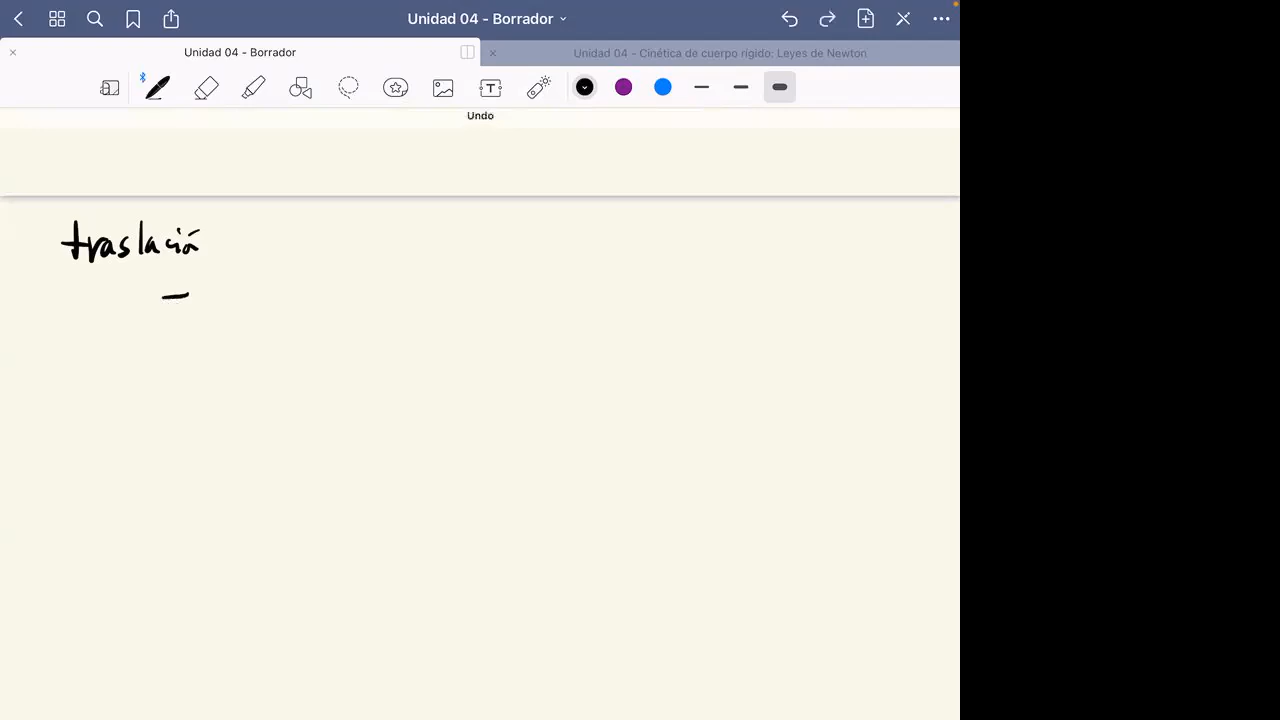 Unidad 04 - Borrador
Unidad 04 - Borrador
Unidad 04 - Cinética de cuerpo rígido: Leyes de Newton
Undo
traslación